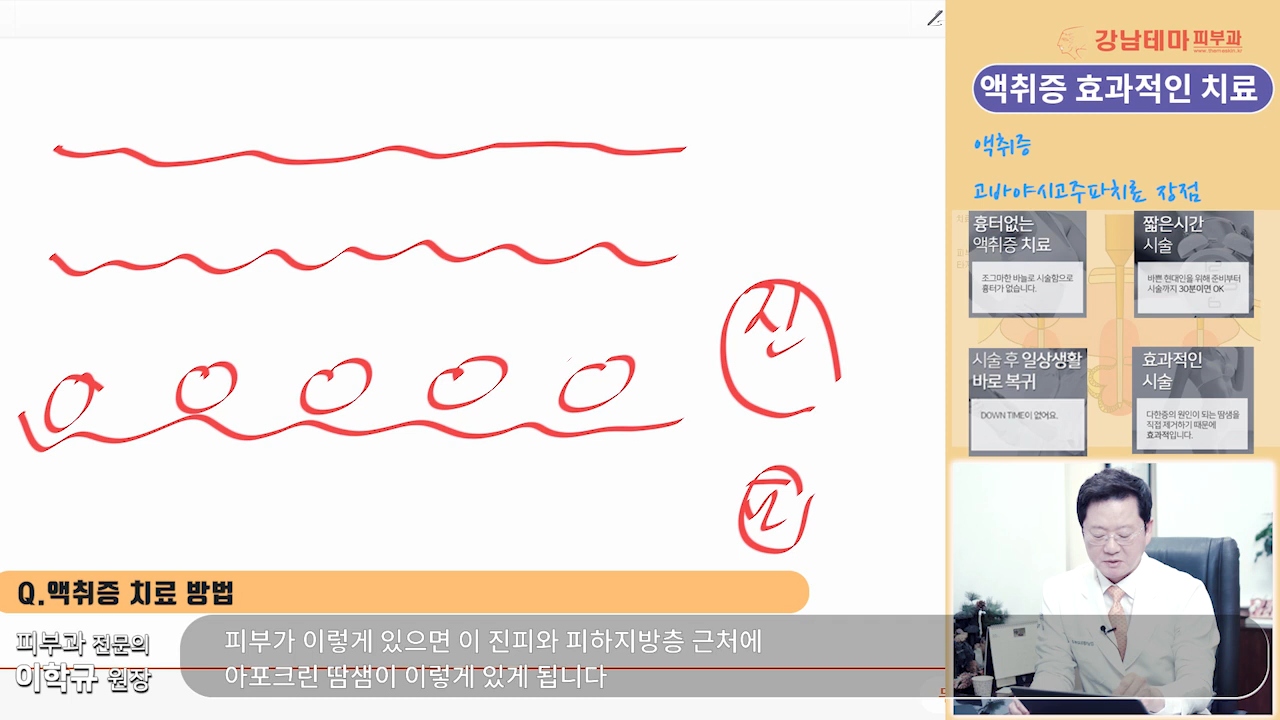 강남테마피부과
www.themaskin.kr
액취증 효과적인 치료
액취증
고바야시고주파치료 장점
흉터없는
액취증 치료
조그마한 바늘로 시술함으로
흉터가 없습니다.
짧은시간
시술
바쁜 현대인을 위해 준비부터
시술까지 30분이면 OK
시술 후 일상생활
바로 복귀
DOWN TIME이 없어요.
효과적인
시술
다한증의 원인이 되는 땀샘을
직접 제거하기 때문에
효과적입니다.
진
피
Q.액취증 치료 방법
피부과 전문의
이학규 원장
피부가 이렇게 있으면 이 진피와 피하지방층 근처에
아포크린 땀샘이 이렇게 있게 됩니다